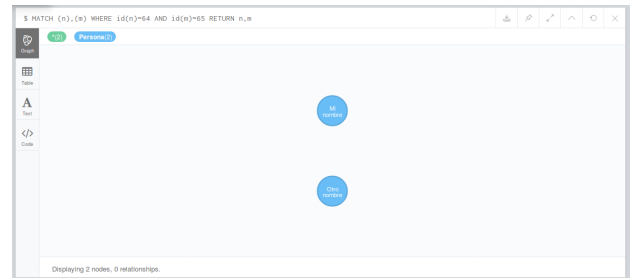 $ MATCH (n),(m) WHERE id(n)=64 AND id(m)=65 RETURN n,m
*(2) Persona(2)
Graph
Table
A
Text
</>
Code
Mi
nombre
Otro
nombre
Displaying 2 nodes, 0 relationships.